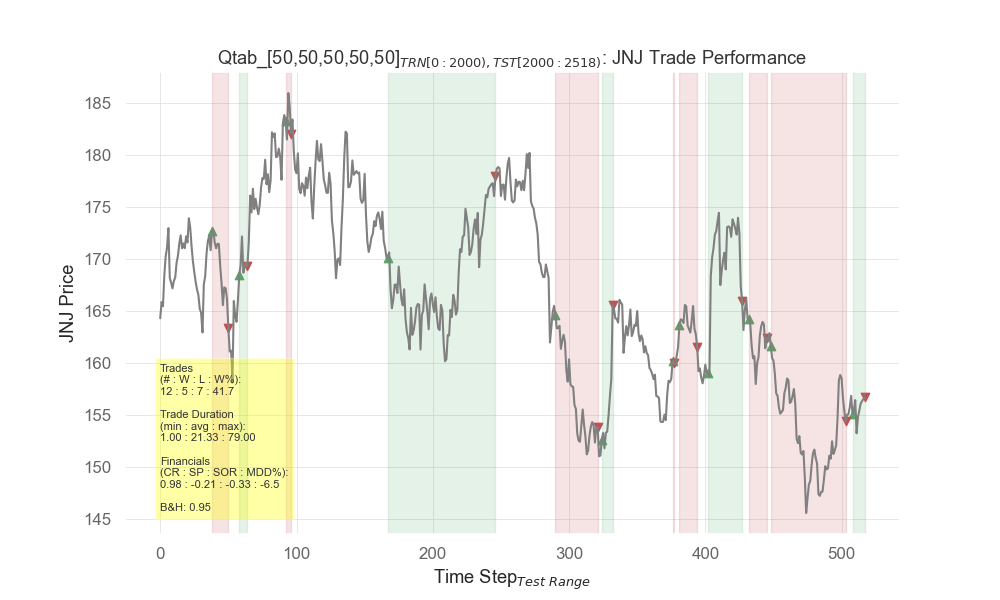 Qtab_[50,50,50,50,50]TRN[0 : 2000), TST[2000 : 2518): JNJ Trade Performance
JNJ Price
185
180
175
170
165
160
155
150
145
Trades
(# : W : L : W%):
12 : 5 : 7 : 41.7
Trade Duration
(min : avg : max):
1.00 : 21.33 : 79.00
Financials
(CR : SP : SOR : MDD%):
0.98 : -0.21 : -0.33 : -6.5
B&H: 0.95
0 100 200 300 400 500
Time StepTest Range